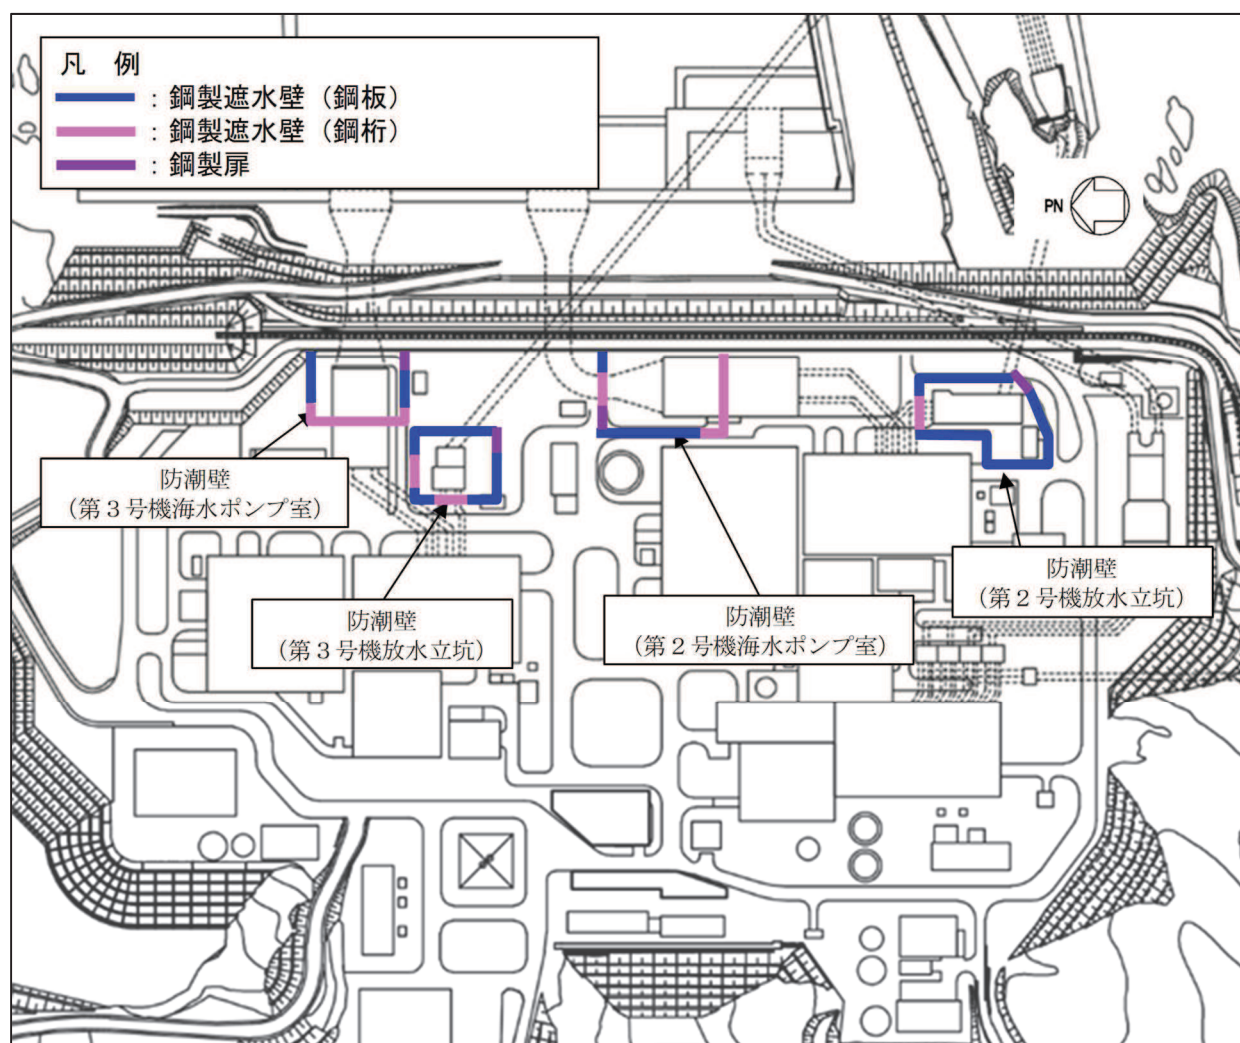 凡　例
：鋼製遮水壁（鋼板）
：鋼製遮水壁（鋼桁）
：鋼製扉
PN
防潮壁
（第３号機海水ポンプ室）
防潮壁
（第３号機放水立坑）
防潮壁
（第２号機海水ポンプ室）
防潮壁
（第２号機放水立坑）